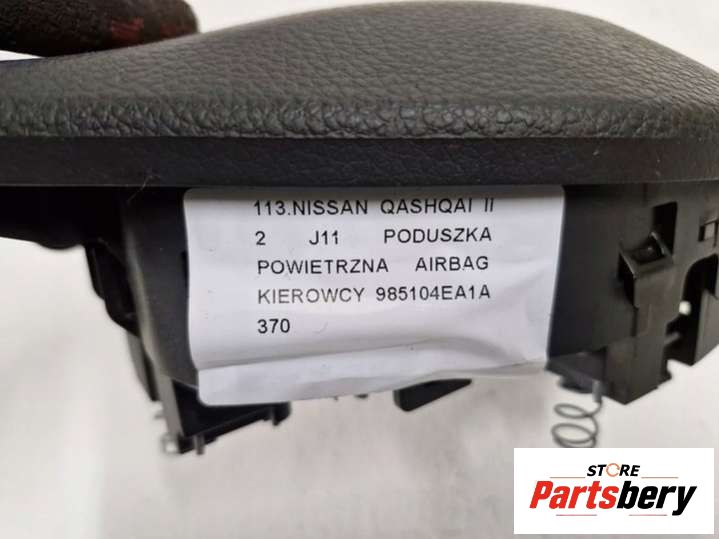 113.NISSAN QASHQAI II
2 J11 PODUSZKA
POWIETRZNA AIRBAG
KIEROWCY 985104EA1A
370
STORE
Partsbery